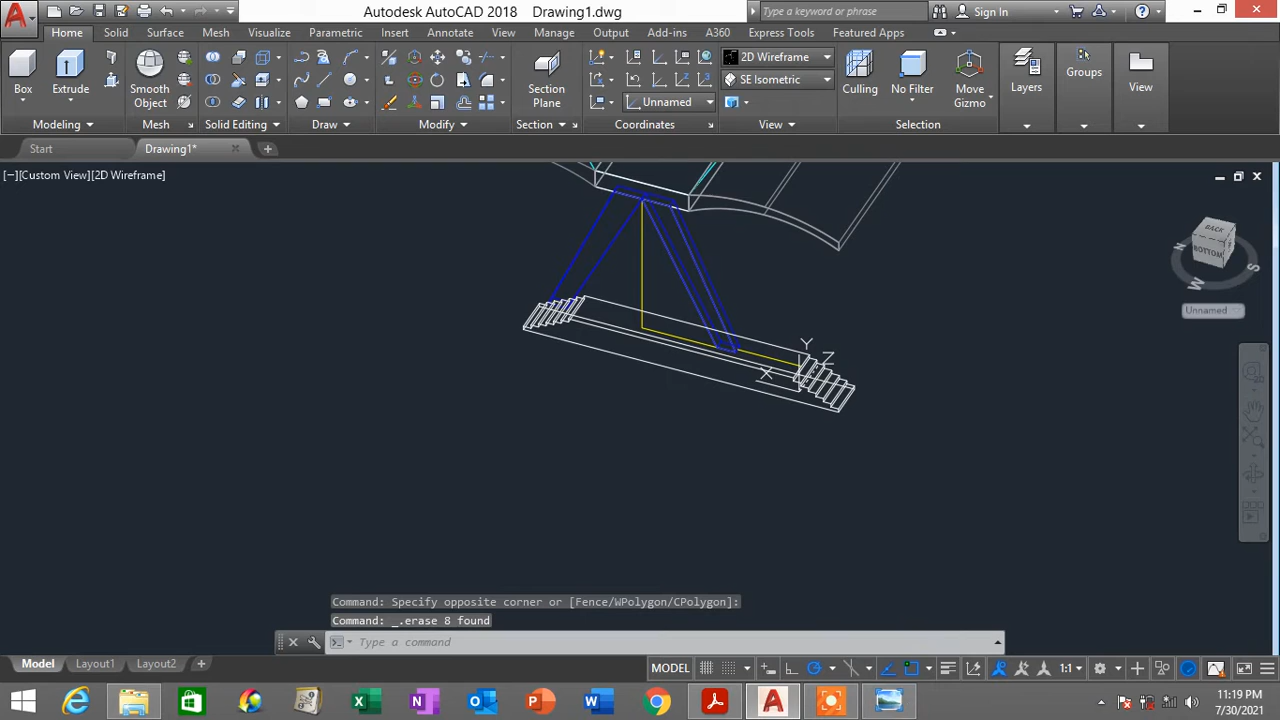 Autodesk AutoCAD 2018 Drawing1.dwg
Type a keyword or phrase
Sign In
Home Solid Surface Mesh Visualize Parametric Insert Annotate View Manage Output Add-ins A360 Express Tools Featured Apps
2D Wireframe
SE Isometric
Unnamed
Box Extrude Smooth Object Section Plane Culling No Filter Move Gizmo Layers Groups View
Modeling Mesh Solid Editing Draw Modify Section Coordinates View Selection
Start Drawing1*
[−][Custom View][2D Wireframe]
BACK
BOTTOM
N
S
W
Unnamed
Y
Z
X
Command: Specify opposite corner or [Fence/WPolygon/CPolygon]:
Command: _.erase 8 found
Type a command
Model Layout1 Layout2
MODEL
1:1
11:19 PM
7/30/2021